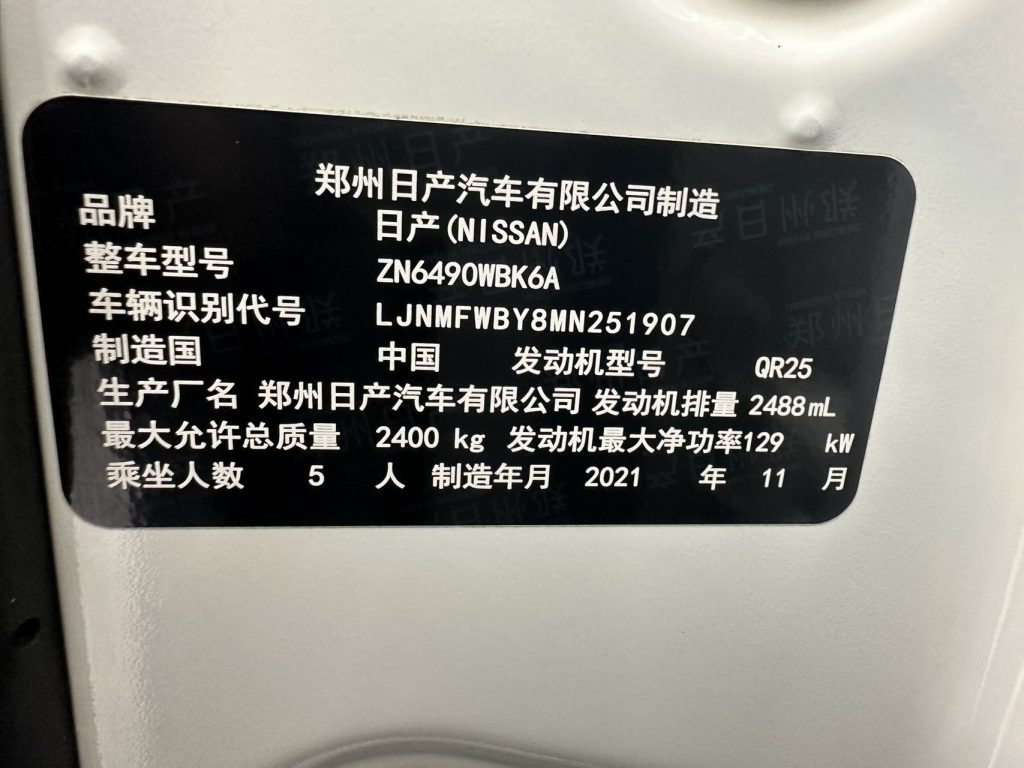 郑州日产汽车有限公司制造
品牌 日产(NISSAN)
整车型号 ZN6490WBK6A
车辆识别代号 LJNMFWBY8MN251907
制造国 中国 发动机型号 QR25
生产厂名 郑州日产汽车有限公司 发动机排量 2488mL
最大允许总质量 2400 kg 发动机最大净功率129 kW
乘坐人数 5 人 制造年月 2021 年 11 月